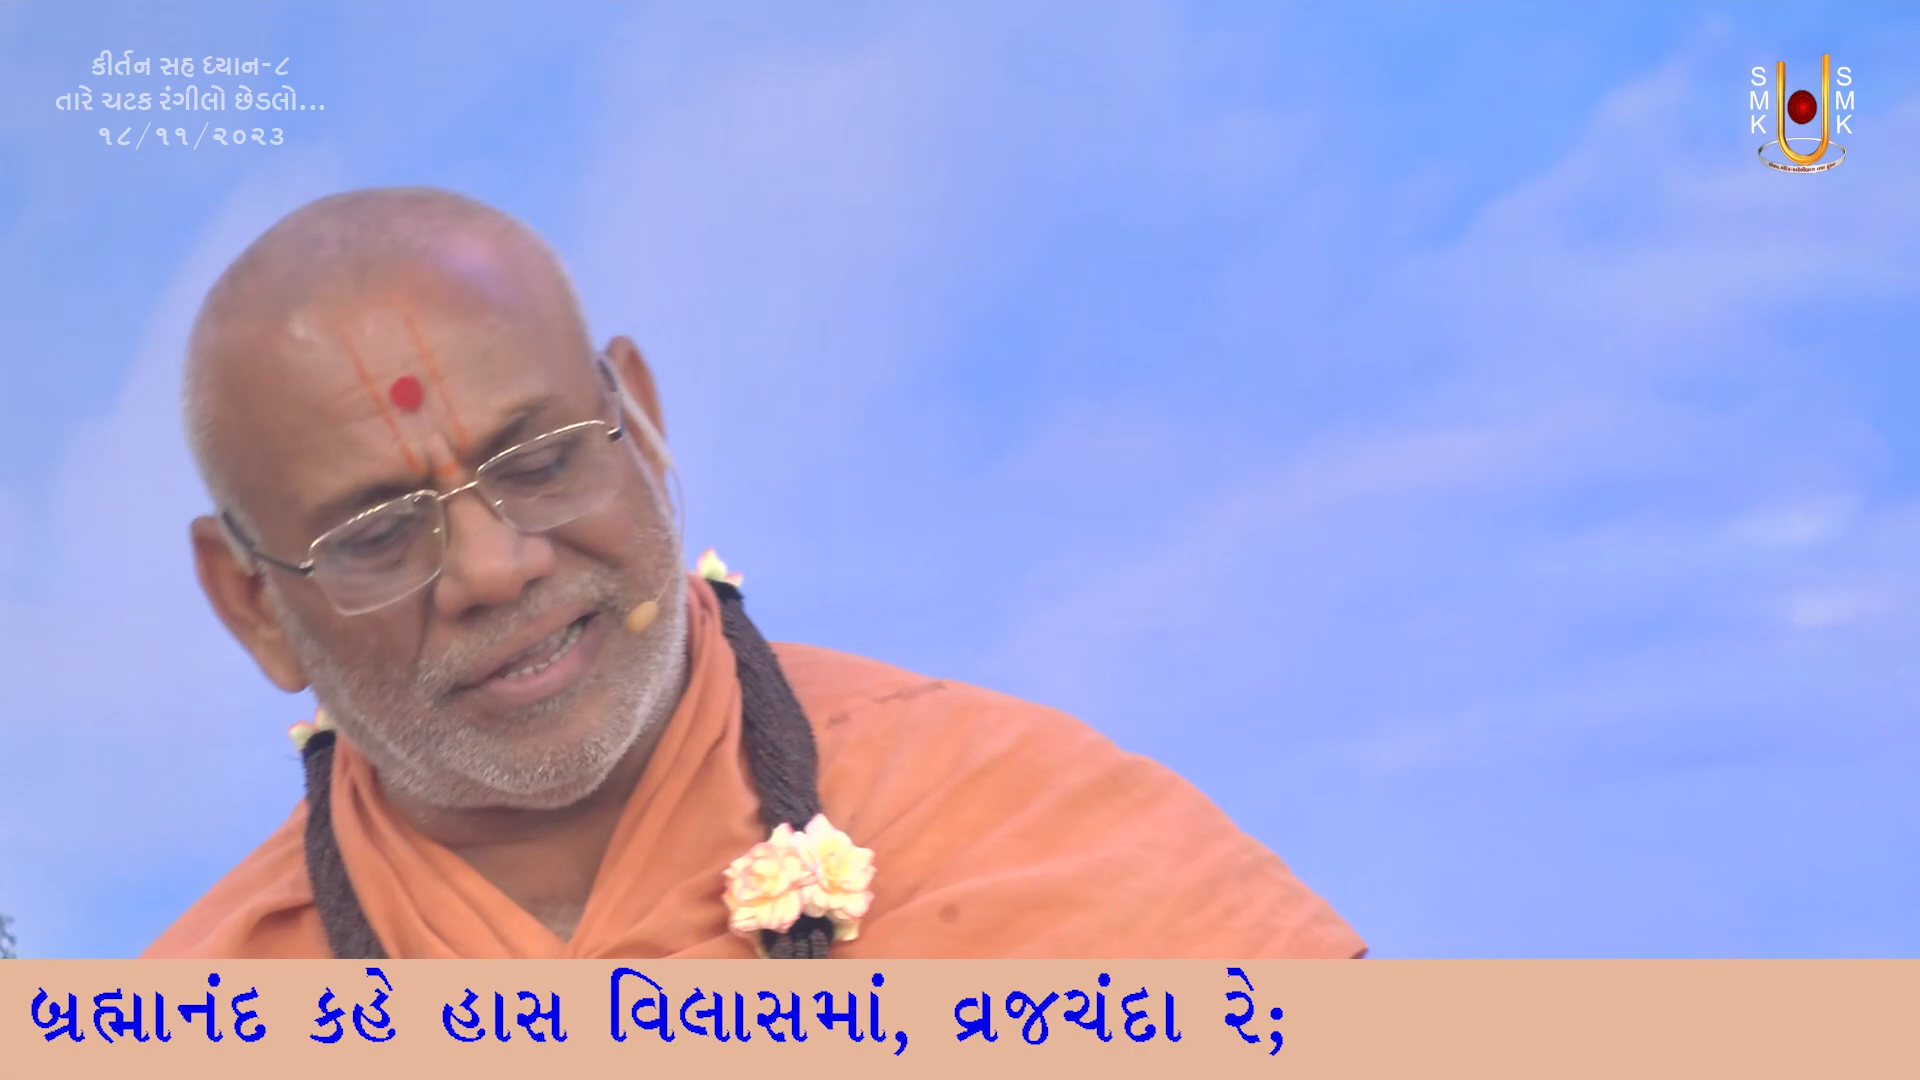 કીર્તન સહ ધ્યાન-૮
તારે ચટક રંગીલો છેડલો...
૧૮/૧૧/૨૦૨૩
S S
M M
K K
બ્રહ્માનંદ કહે હાસ વિલાસમાં, વ્રજચંદા રે;